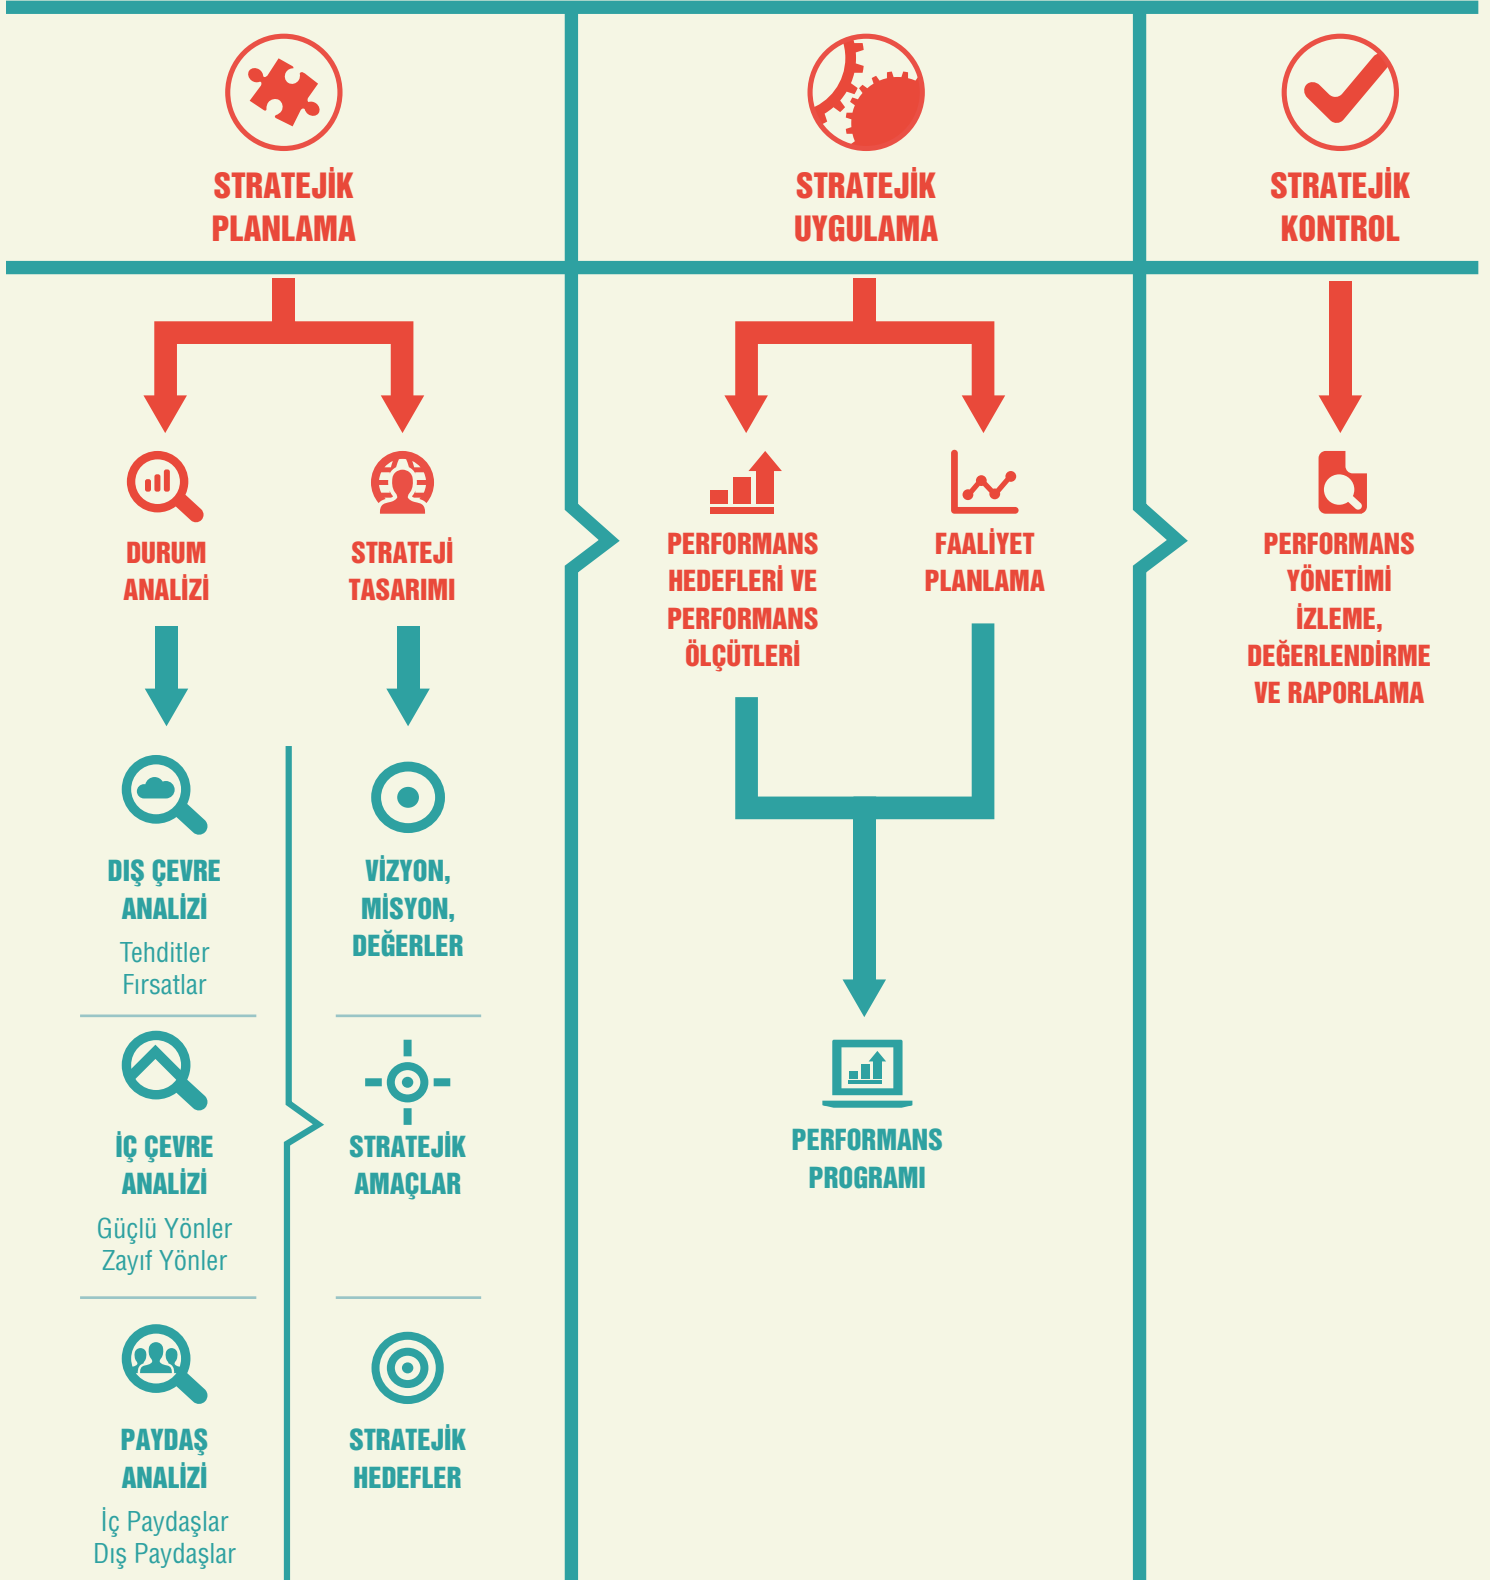 STRATEJİK
PLANLAMA
STRATEJİK
UYGULAMA
STRATEJİK
KONTROL
DURUM
ANALİZİ
STRATEJİ
TASARIMI
DIŞ ÇEVRE
ANALİZİ
Tehditler
Fırsatlar
İÇ ÇEVRE
ANALİZİ
Güçlü Yönler
Zayıf Yönler
PAYDAŞ
ANALİZİ
İç Paydaşlar
Dış Paydaşlar
VİZYON,
MİSYON,
DEĞERLER
STRATEJİK
AMAÇLAR
STRATEJİK
HEDEFLER
PERFORMANS
HEDEFLERİ VE
PERFORMANS
ÖLÇÜTLERİ
FAALİYET
PLANLAMA
PERFORMANS
PROGRAMI
PERFORMANS
YÖNETİMİ
İZLEME,
DEĞERLENDİRME
VE RAPORLAMA